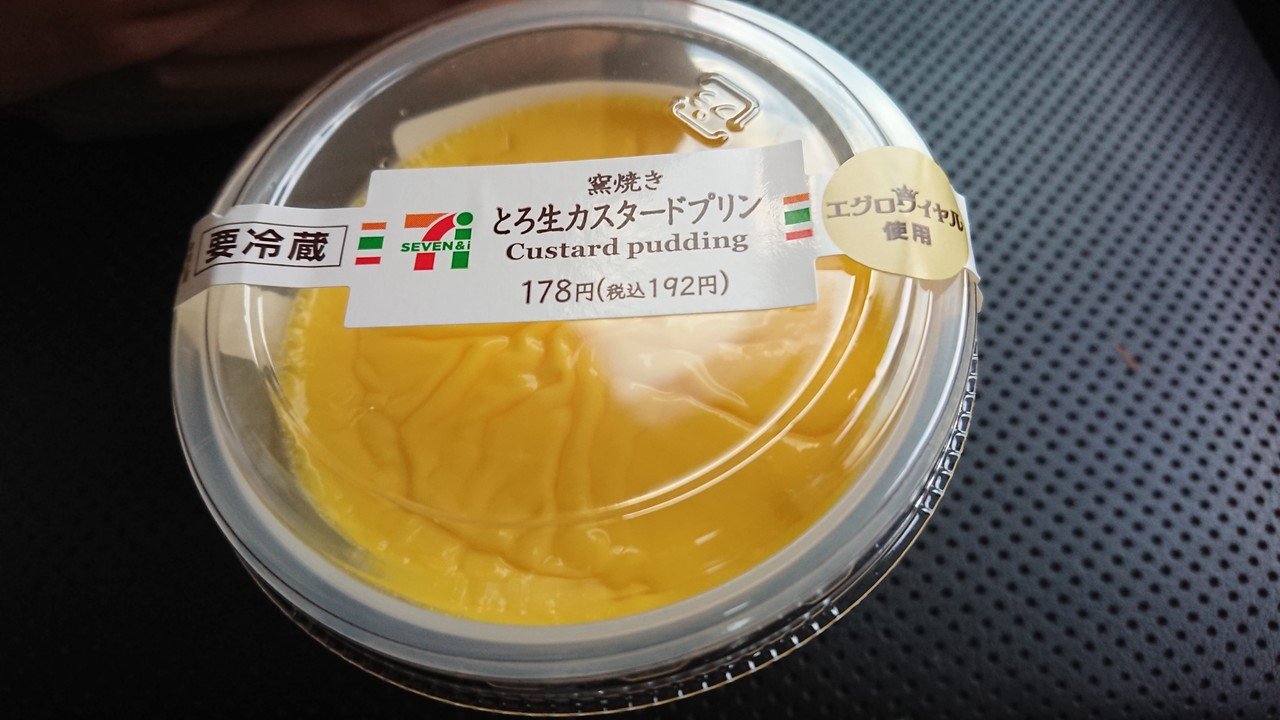 要冷蔵
SEVEN&i
窯焼き
とろ生カスタードプリン
Custard pudding
178円(税込192円)
エグロワイヤル
使用